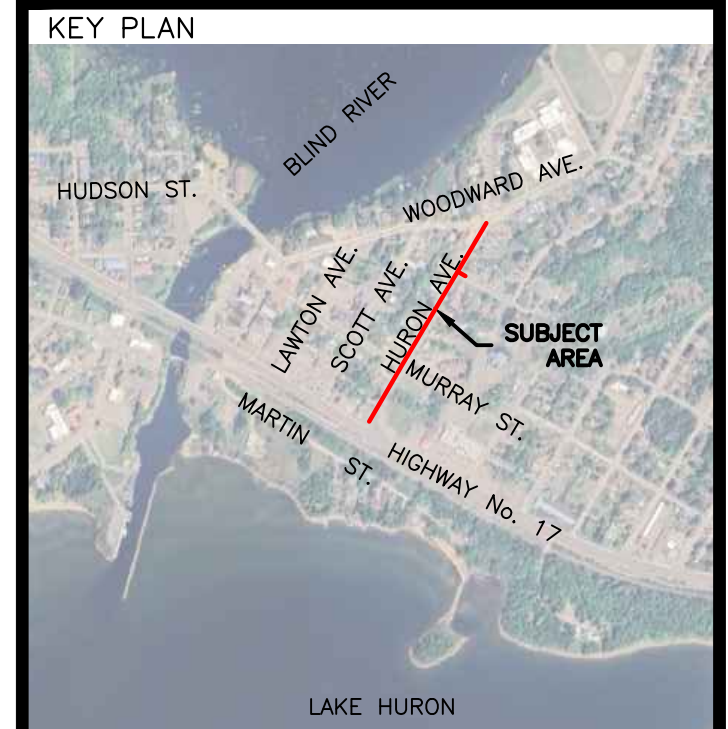 KEY PLAN
BLIND RIVER
HUDSON ST.
WOODWARD AVE.
LAWTON AVE.
SCOTT AVE.
HURON AVE.
SUBJECT
AREA
MURRAY ST.
MARTIN ST.
HIGHWAY No. 17
LAKE HURON